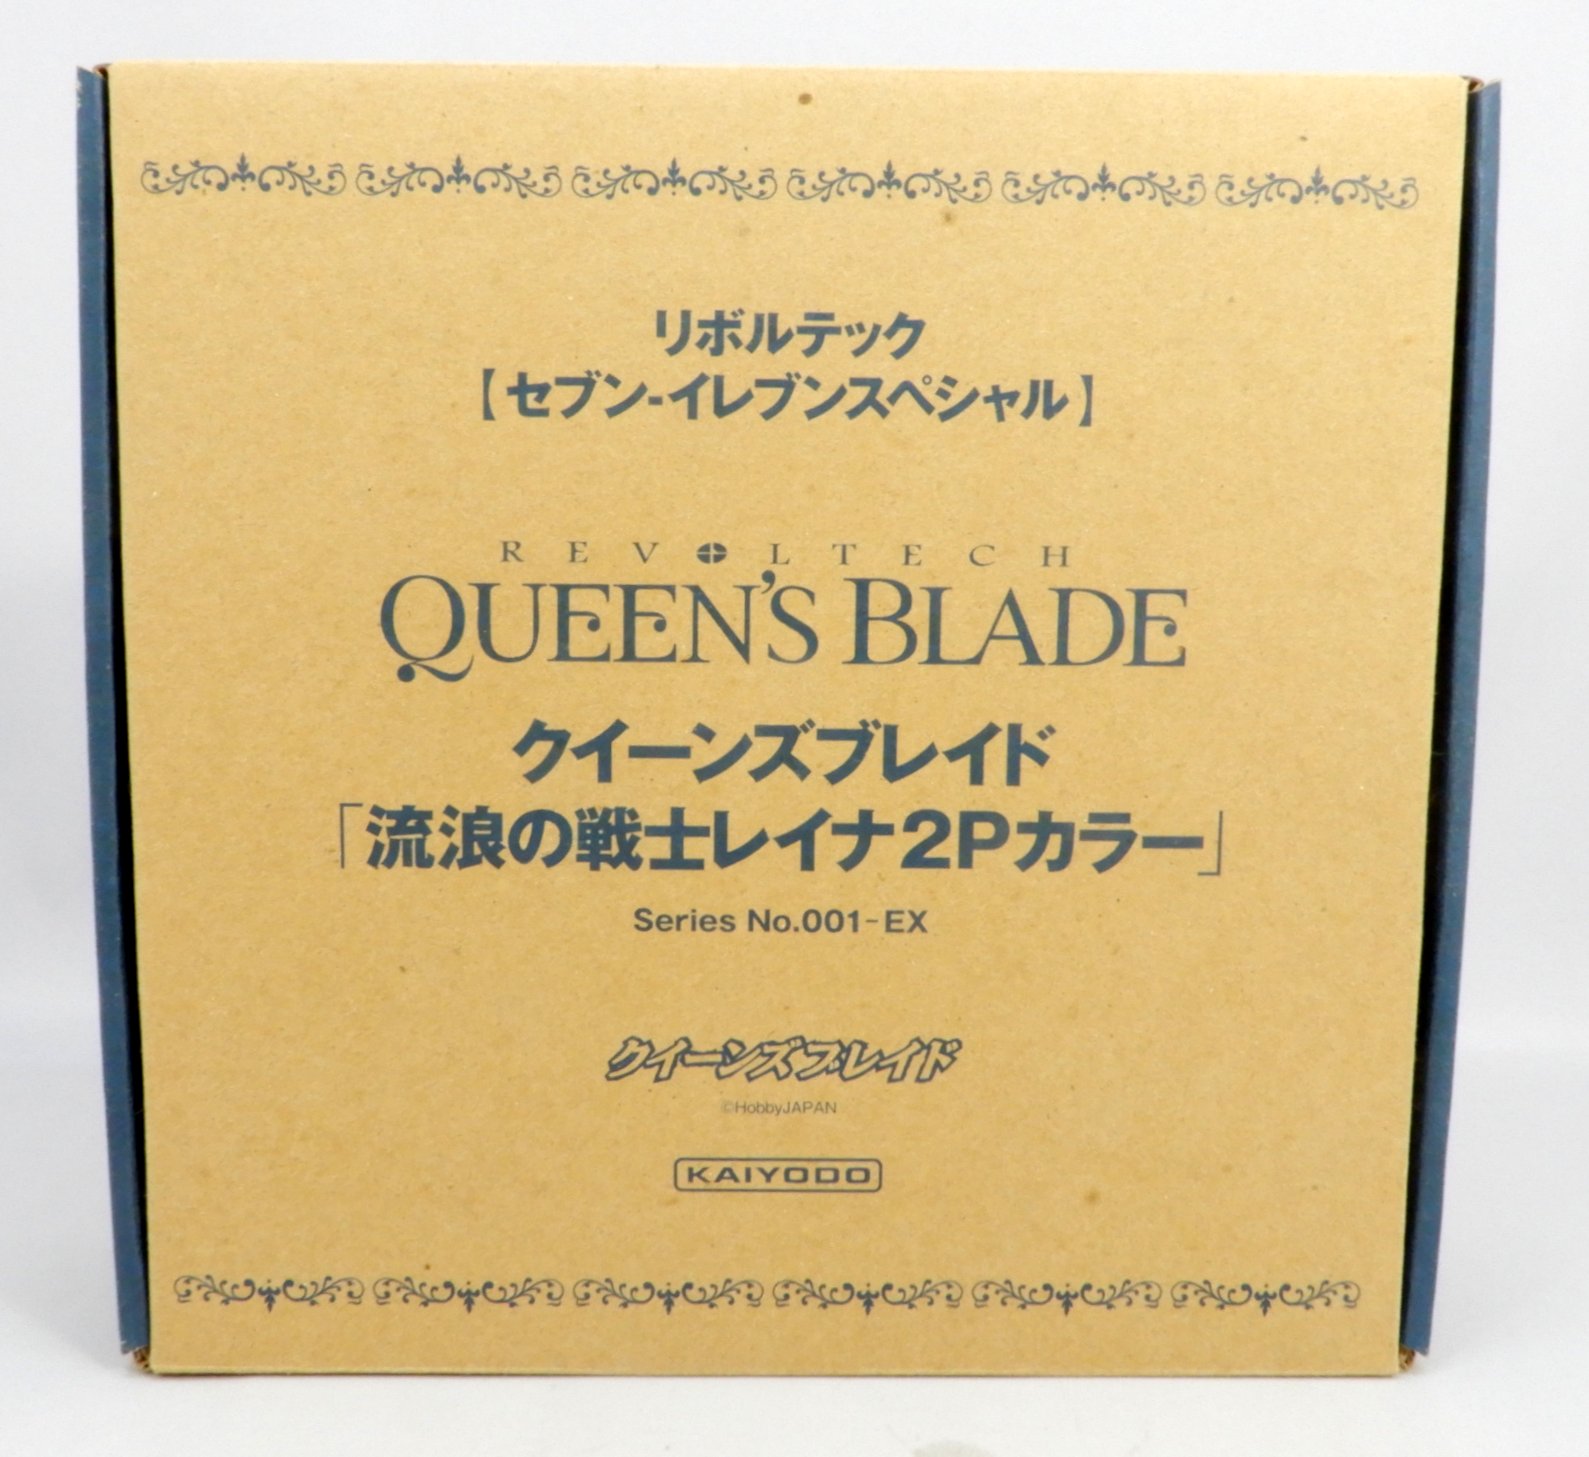 リボルテック
【セブン-イレブンスペシャル】
REVOLTECH
QUEEN'S BLADE
クイーンズブレイド
「流浪の戦士レイナ2Pカラー」
Series No.001-EX
クイーンズブレイド
©HobbyJAPAN
KAIYODO